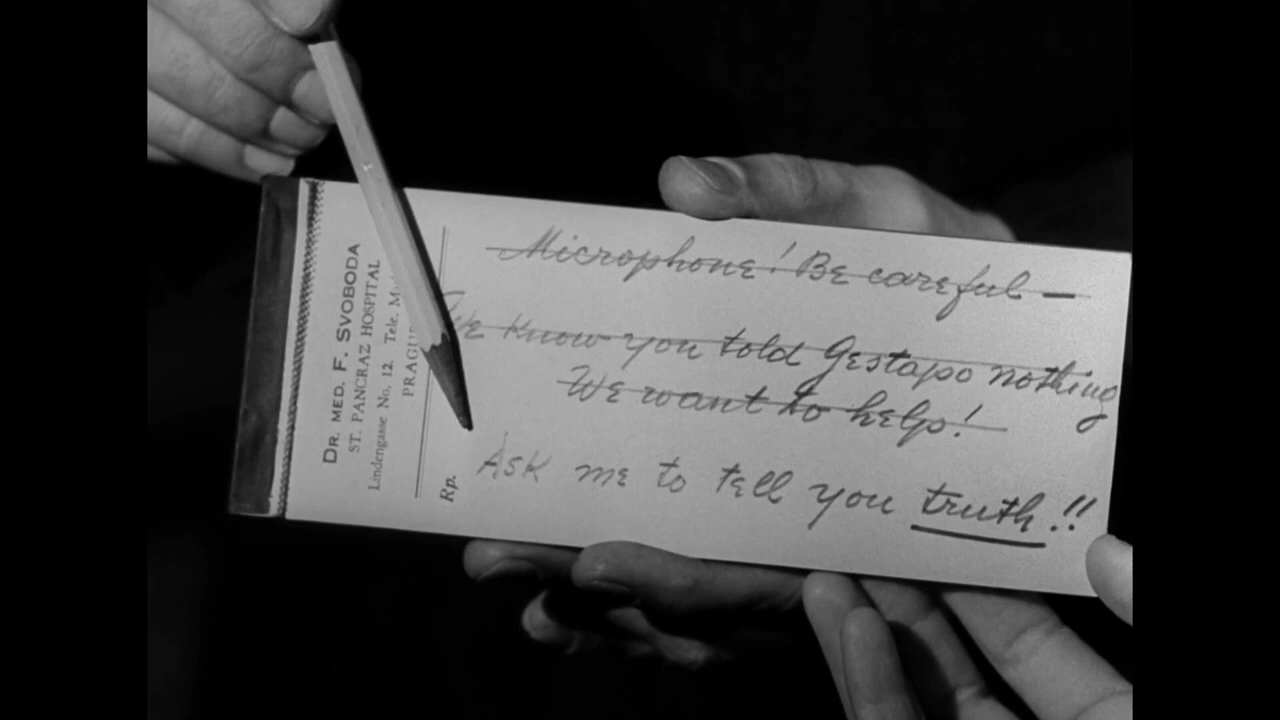 DR. MED. F. SVOBODA
ST. PANCRAZ HOSPITAL
Lindengasse No. 12. Tele.
Rp.
Microphone! Be careful —
We know you told Gestapo nothing
We want to help!
Ask me to tell you truth!!